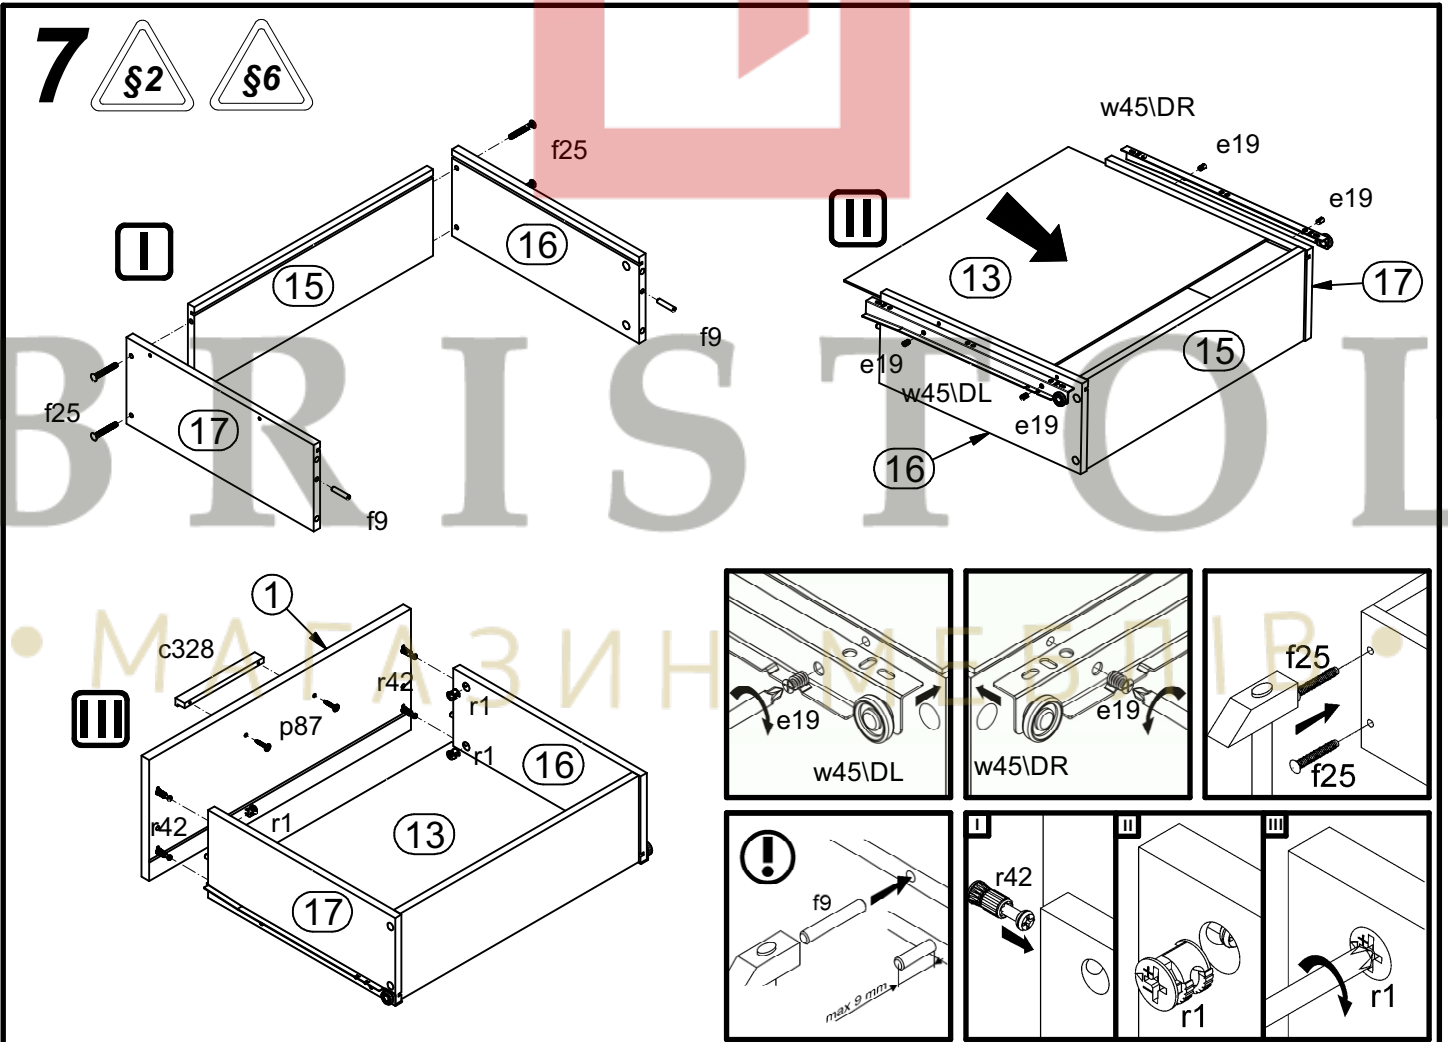 7 §2 §6
I
f25
15
16
f9
f25
17
f9
II
w45\DR
e19
e19
13
17
15
e19
w45\DL
e19
16
BRISTOL
• МАГАЗИН МЕБЛІВ •
III
1
c328
r42
r1
p87
r1
16
r42
r1
13
17
e19
w45\DL
e19
w45\DR
f25
f25
!
f9
max 9 mm
I
r42
II
r1
III
r1